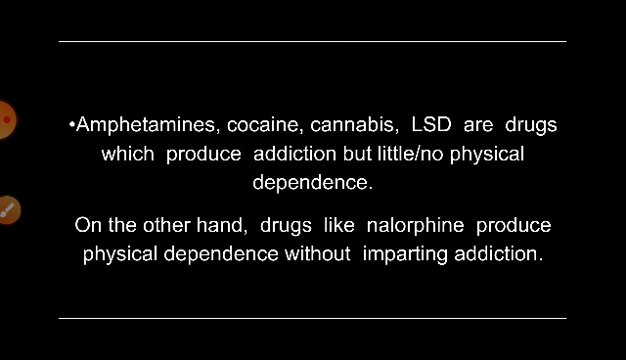 •Amphetamines, cocaine, cannabis, LSD are drugs
which produce addiction but little/no physical
dependence.
On the other hand, drugs like nalorphine produce
physical dependence without imparting addiction.